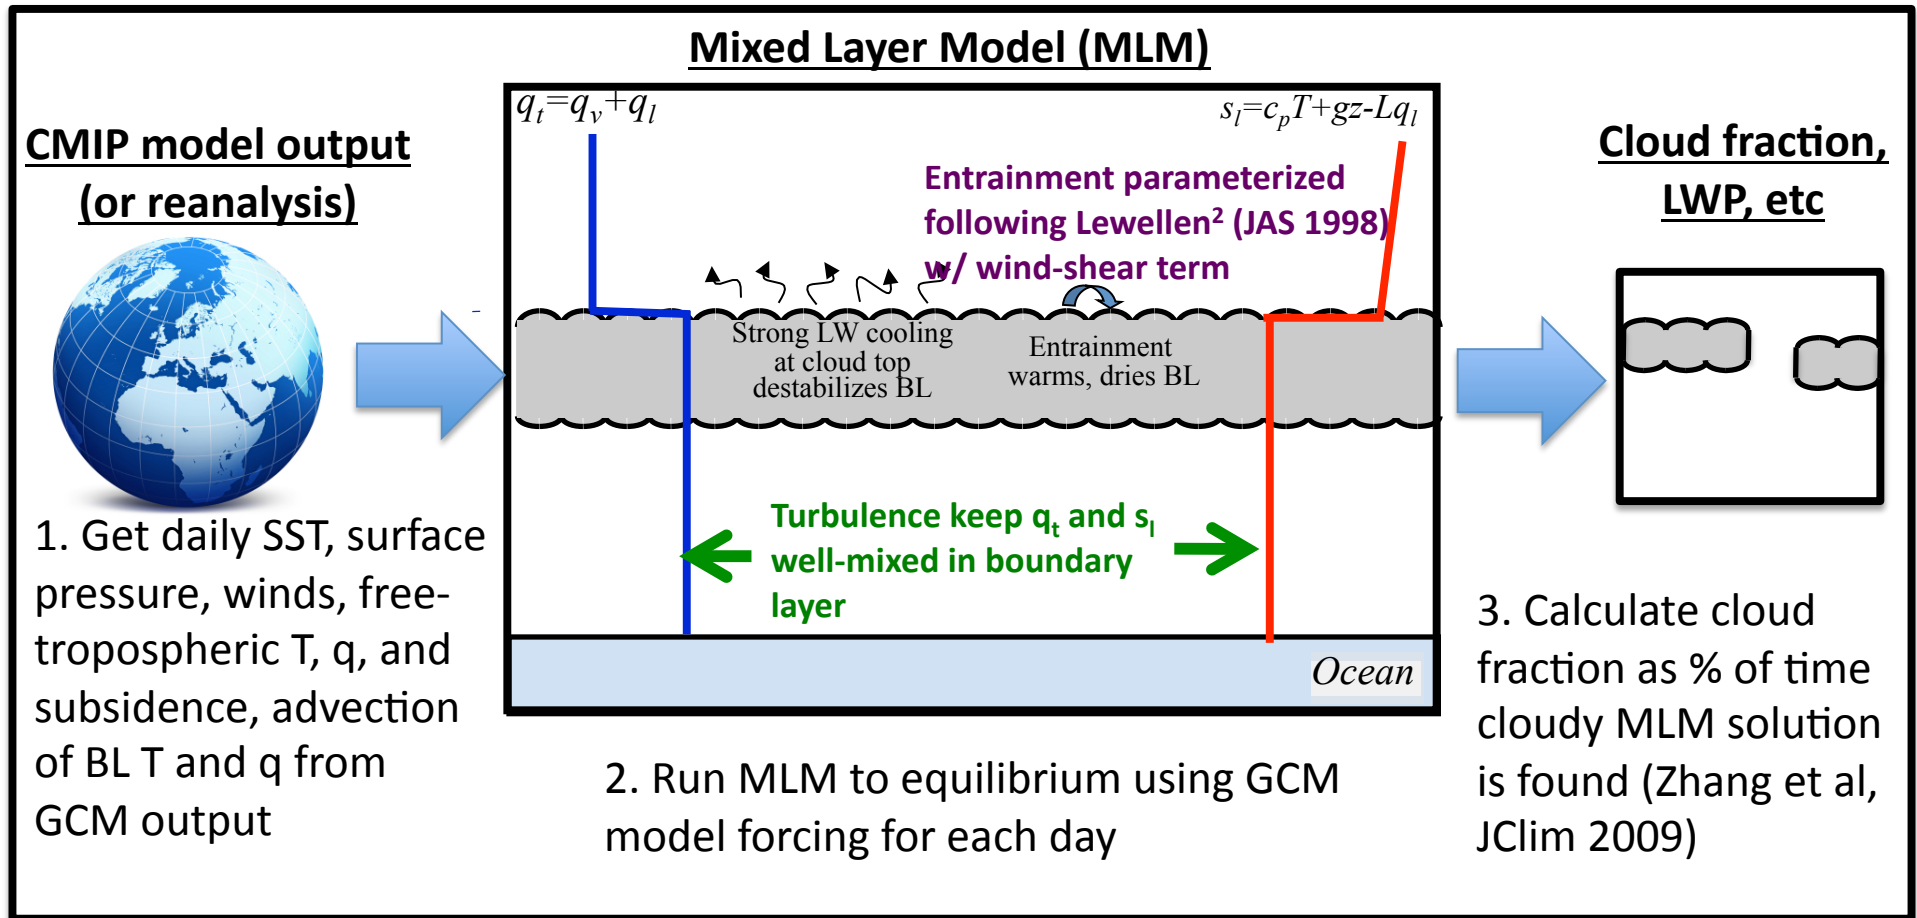 Mixed Layer Model (MLM)
CMIP model output
(or reanalysis)
1. Get daily SST, surface
pressure, winds, free-
tropospheric T, q, and
subsidence, advection
of BL T and q from
GCM output
qt=qv+ql
sl=cpT+gz-Lql
Entrainment parameterized
following Lewellen² (JAS 1998)
w/ wind-shear term
Strong LW cooling
at cloud top
destabilizes BL
Entrainment
warms, dries BL
Turbulence keep qt and sl
well-mixed in boundary
layer
Ocean
2. Run MLM to equilibrium using GCM
model forcing for each day
Cloud fraction,
LWP, etc
3. Calculate cloud
fraction as % of time
cloudy MLM solution
is found (Zhang et al,
JClim 2009)